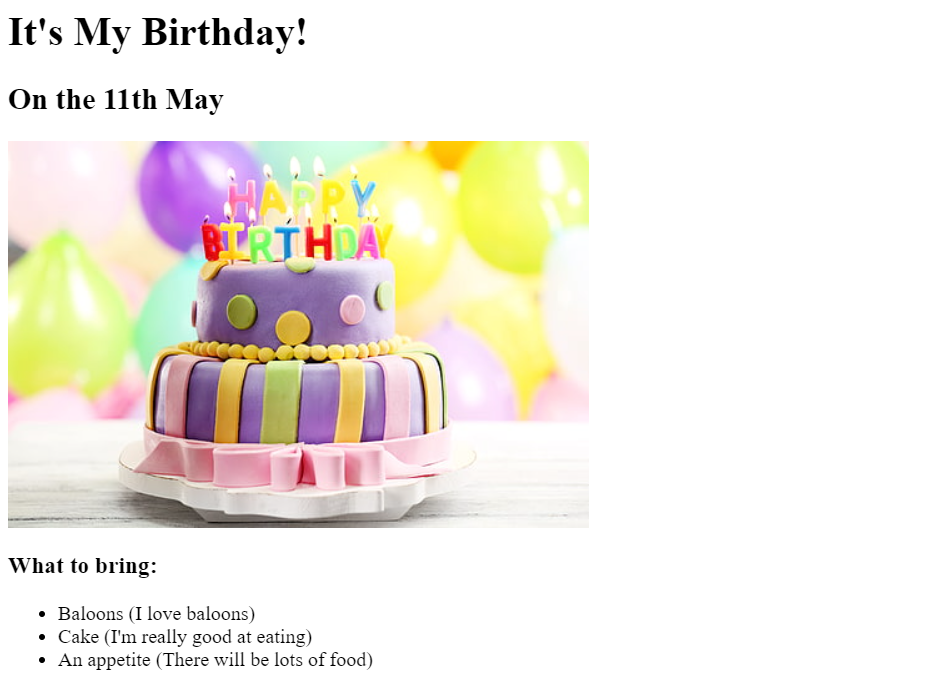 It's My Birthday!
On the 11th May
HAPPY
BIRTHDAY
What to bring:
Baloons (I love baloons)
Cake (I'm really good at eating)
An appetite (There will be lots of food)